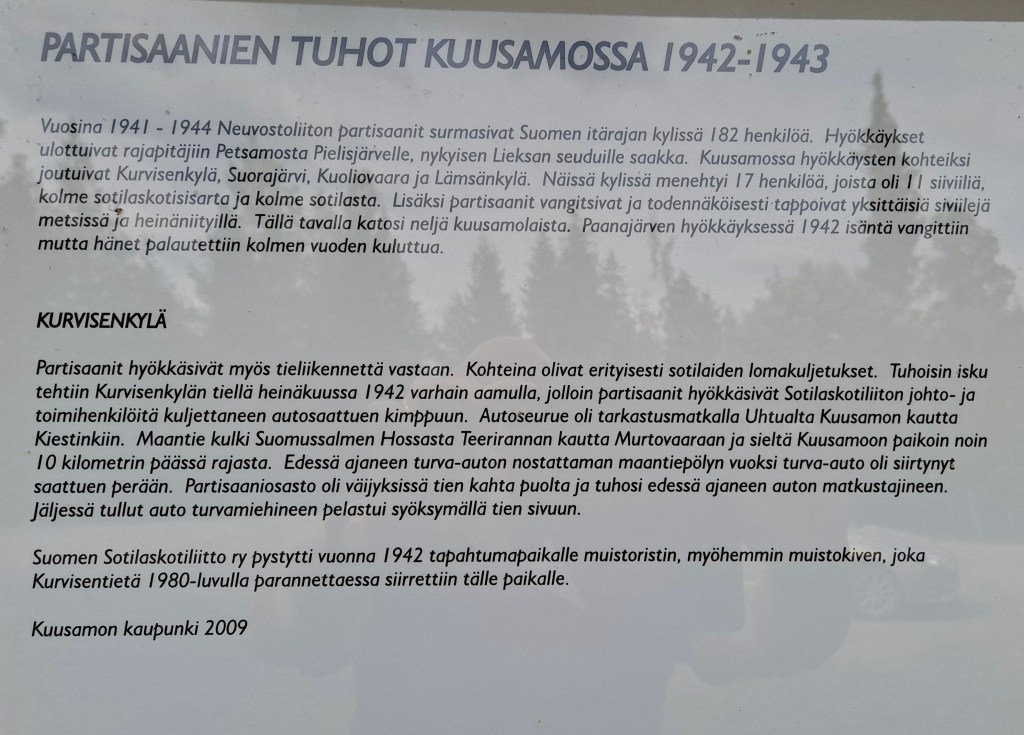 PARTISAANIEN TUHOT KUUSAMOSSA 1942-1943
Vuosina 1941 - 1944 Neuvostoliiton partisaanit surmasivat Suomen itärajan kylissä 182 henkilöä. Hyökkäykset
ulottuivat rajapitäjiin Petsamosta Pielisjärvelle, nykyisen Lieksan seuduille saakka. Kuusamossa hyökkäysten kohteiksi
joutuivat Kurvisenkylä, Suorajärvi, Kuoliovaara ja Lämsänkylä. Näissä kylissä menehtyi 17 henkilöä, joista oli 11 siviiliä,
kolme sotilaskotisisarta ja kolme sotilasta. Lisäksi partisaanit vangitsivat ja todennäköisesti tappoivat yksittäisiä siviilejä
metsissä ja heinäniityillä. Tällä tavalla katosi neljä kuusamolaista. Paanajärven hyökkäyksessä 1942 isäntä vangittiin
mutta hänet palautettiin kolmen vuoden kuluttua.
KURVISENKYLÄ
Partisaanit hyökkäsivät myös tieliikennettä vastaan. Kohteina olivat erityisesti sotilaiden lomakuljetukset. Tuhoisin isku
tehtiin Kurvisenkylän tiellä heinäkuussa 1942 varhain aamulla, jolloin partisaanit hyökkäsivät Sotilaskotiliiton johto- ja
toimihenkilöitä kuljettaneen autosaattuen kimppuun. Autoseurue oli tarkastusmatkalla Uhtualta Kuusamon kautta
Kiestinkiin. Maantie kulki Suomussalmen Hossasta Teerirannan kautta Murtovaaraan ja sieltä Kuusamoon paikoin noin
10 kilometrin päässä rajasta. Edessä ajaneen turva-auton nostattaman maantiepölyn vuoksi turva-auto oli siirtynyt
saattuen perään. Partisaaniosasto oli väijyksissä tien kahta puolta ja tuhosi edessä ajaneen auton matkustajineen.
Jäljessä tullut auto turvamiehineen pelastui syöksymällä tien sivuun.
Suomen Sotilaskotiliitto ry pystytti vuonna 1942 tapahtumapaikalle muistoristin, myöhemmin muistokiven, joka
Kurvisentietä 1980-luvulla parannettaessa siirrettiin tälle paikalle.
Kuusamon kaupunki 2009